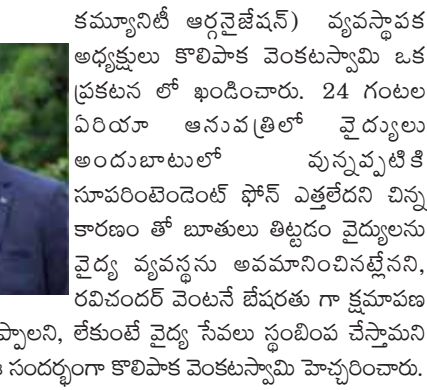 కమ్యూనిటీ ఆర్గనైజేషన్) వ్యవస్థాపక
అధ్యక్షులు కొలిపాక వెంకటస్వామి ఒక
ప్రకటన లో ఖండించారు. 24 గంటల
ఏరియా ఆసువత్రిలో వైద్యులు
అందుబాటులో వున్నవ్పటికి
సూపరింటెండెంట్ ఫోన్ ఎత్తలేదని చిన్న
కారణం తో బూతులు తిట్టడం వైద్యులను
వైద్య వ్యవస్థను అవమానించినట్లేనని,
రవిచందర్ వెంటనే బేషరతు గా క్షమాపణ
ప్పాలని, లేకుంటే వైద్య సేవలు స్థంబింప చేస్తామని
సందర్భంగా కొలిపాక వెంకటస్వామి హెచ్చరించారు.